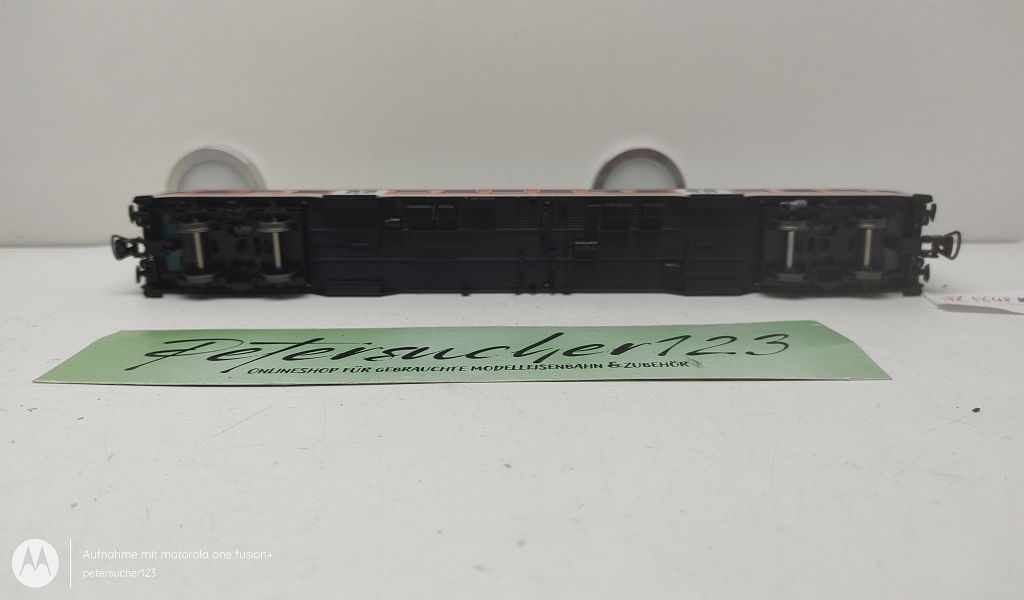 Petersucher123
ONLINESHOP FÜR GEBRAUCHTE MODELLEISENBAHN & ZUBEHÖR
Aufnahme mit motorola one fusion+
petersucher123